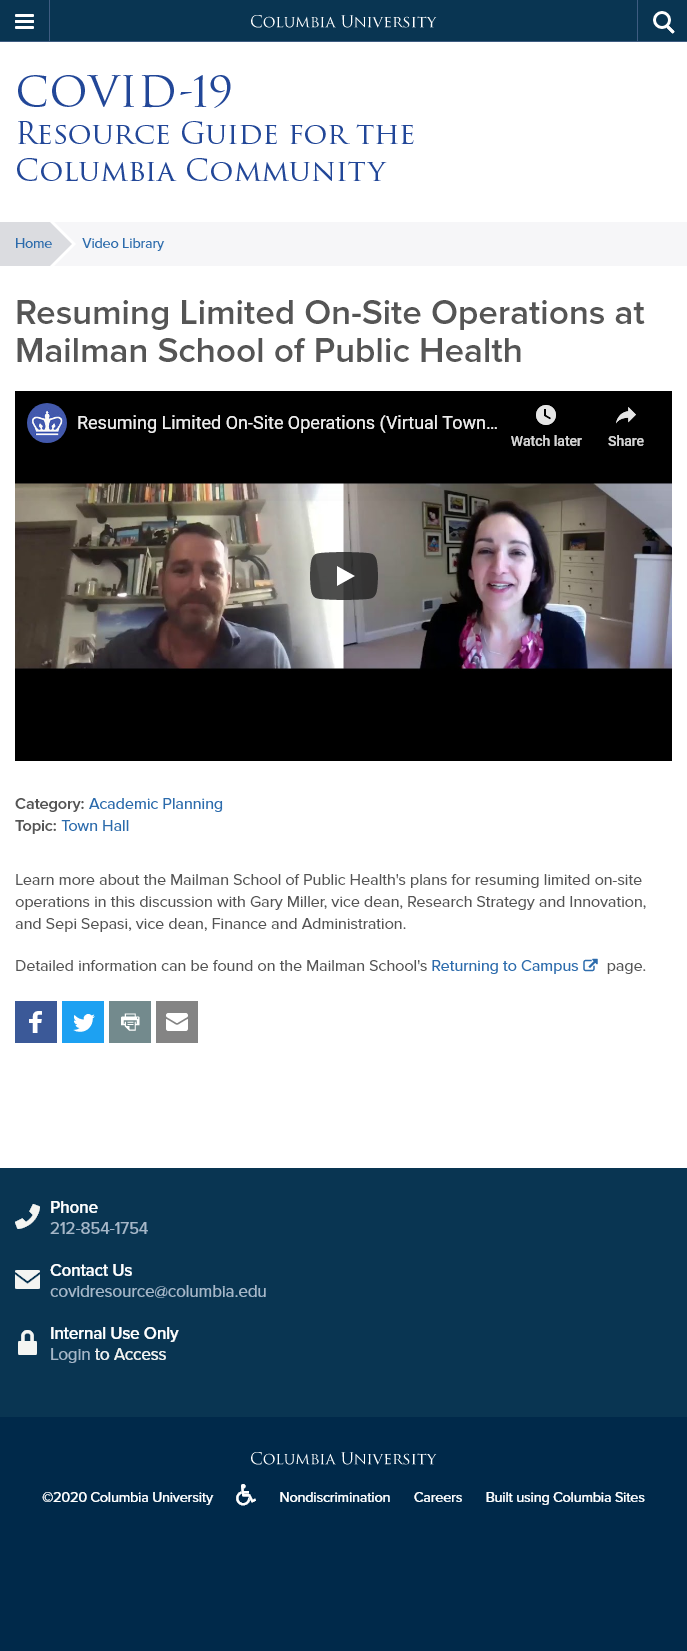 COLUMBIA UNIVERSITY
COVID-19
RESOURCE GUIDE FOR THE
COLUMBIA COMMUNITY
Home
Video Library
Resuming Limited On-Site Operations at
Mailman School of Public Health
Resuming Limited On-Site Operations (Virtual Town...
Watch later
Share
Category: Academic Planning
Topic: Town Hall
Learn more about the Mailman School of Public Health's plans for resuming limited on-site
operations in this discussion with Gary Miller, vice dean, Research Strategy and Innovation,
and Sepi Sepasi, vice dean, Finance and Administration.
Detailed information can be found on the Mailman School's Returning to Campus page.
Phone
212-854-1754
Contact Us
covidresource@columbia.edu
Internal Use Only
Login to Access
COLUMBIA UNIVERSITY
©2020 Columbia University Nondiscrimination Careers Built using Columbia Sites